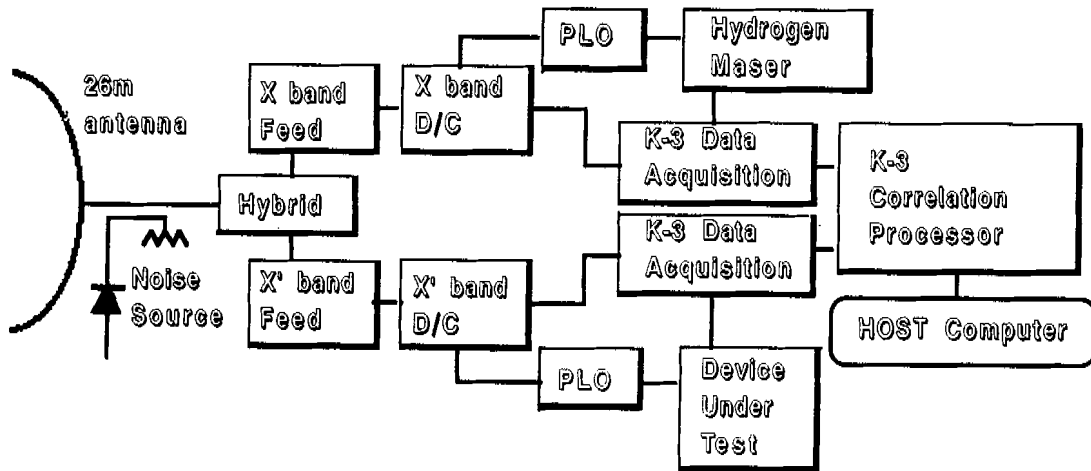 26m
antenna
Noise
Source
Hybrid
X band
Feed
X band
D/C
PLO
Hydrogen
Maser
K-3 Data
Acquisition
K-3 Data
Acquisition
K-3
Correlation
Processor
HOST Computer
X' band
Feed
X' band
D/C
PLO
Device
Under
Test